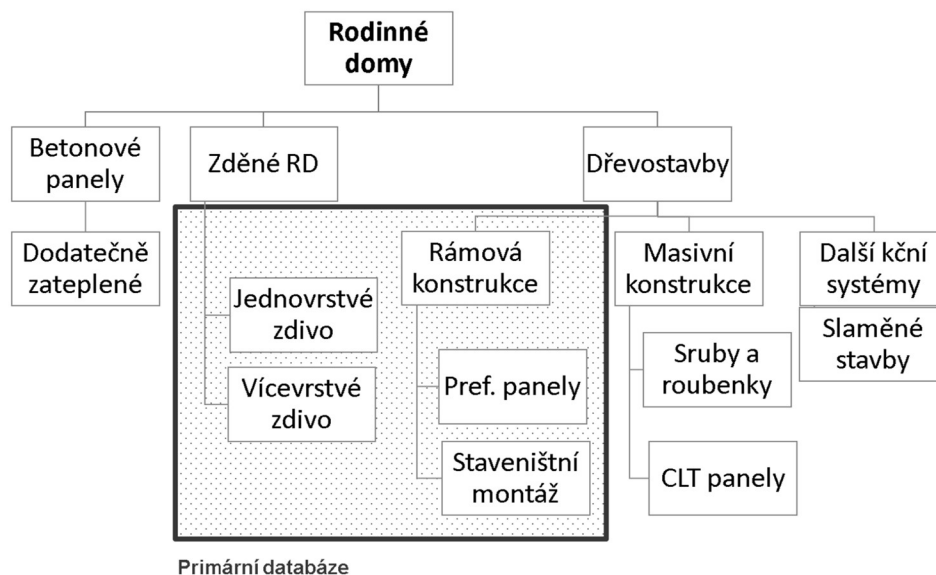 Rodinné
domy
Betonové
panely
Zděné RD
Dřevostavby
Dodatečně
zateplené
Rámová
konstrukce
Masivní
konstrukce
Další kční
systémy
Jednovrstvé
zdivo
Slaměné
stavby
Sruby a
roubenky
Pref. panely
Vícevrstvé
zdivo
Staveništní
montáž
CLT panely
Primární databáze